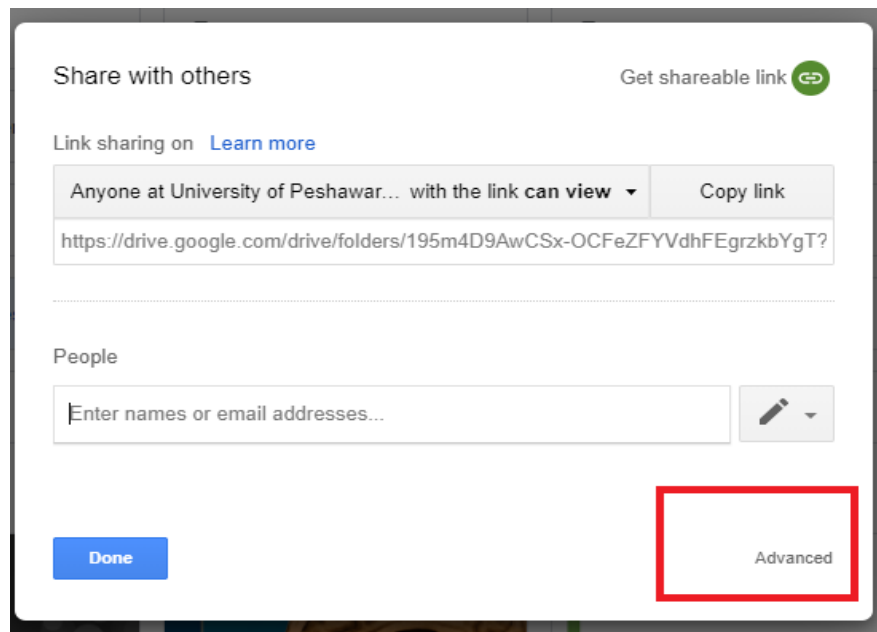 Share with others
Get shareable link
Link sharing on Learn more
Anyone at University of Peshawar... with the link can view
Copy link
https://drive.google.com/drive/folders/195m4D9AwCSx-OCFeZFYVdhFEgrzkbYgT?
People
Enter names or email addresses...
Done
Advanced